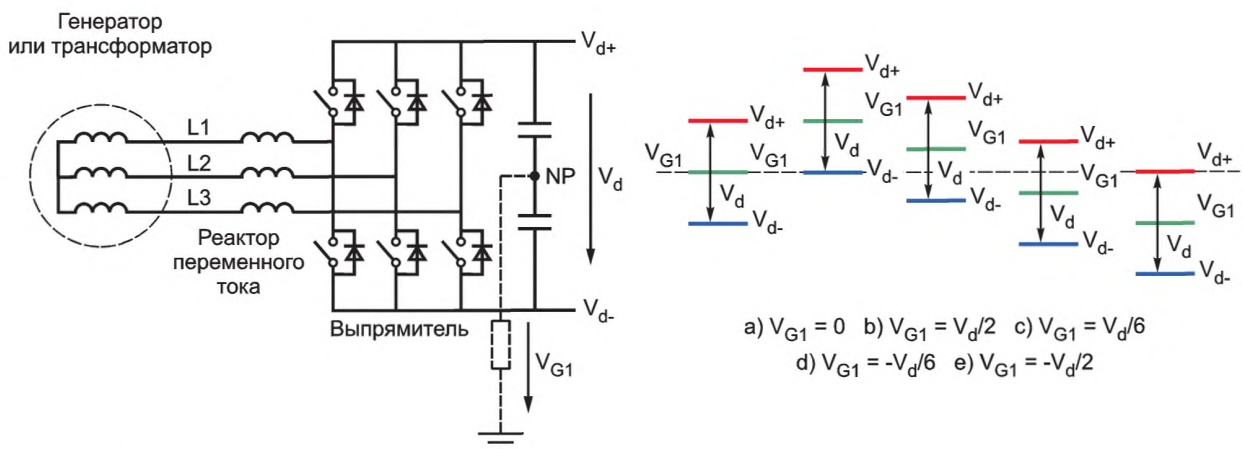 Генератор
или трансформатор
L1
L2
L3
Реактор
переменного
тока
Выпрямитель
Vd+
NP
Vd
Vd-
VG1
VG1
Vd+
VG1
Vd
Vd-
Vd+
VG1
Vd
Vd-
Vd+
VG1
Vd
Vd-
Vd+
VG1
Vd
Vd-
Vd+
VG1
Vd
Vd-
a) VG1 = 0 b) VG1 = Vd/2 c) VG1 = Vd/6
d) VG1 = -Vd/6 e) VG1 = -Vd/2